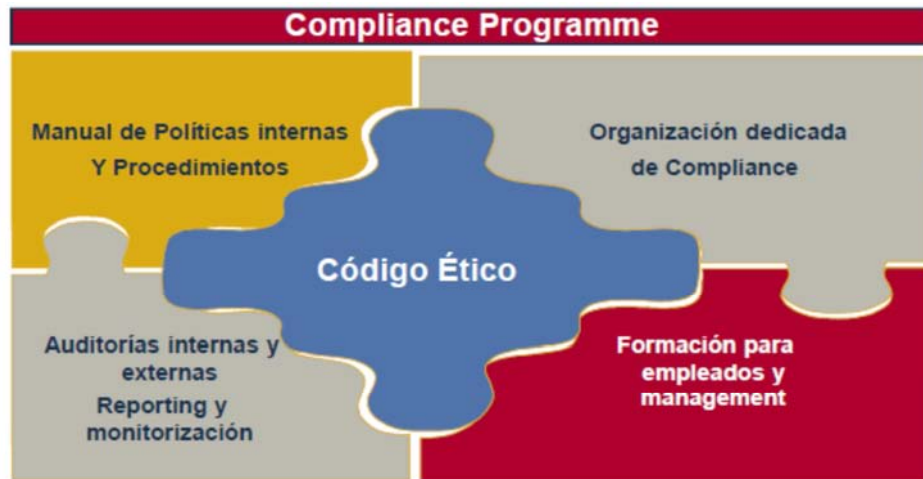 Compliance Programme
Manual de Políticas internas
Y Procedimientos
Organización dedicada
de Compliance
Código Ético
Auditorías internas y
externas
Reporting y
monitorización
Formación para
empleados y
management